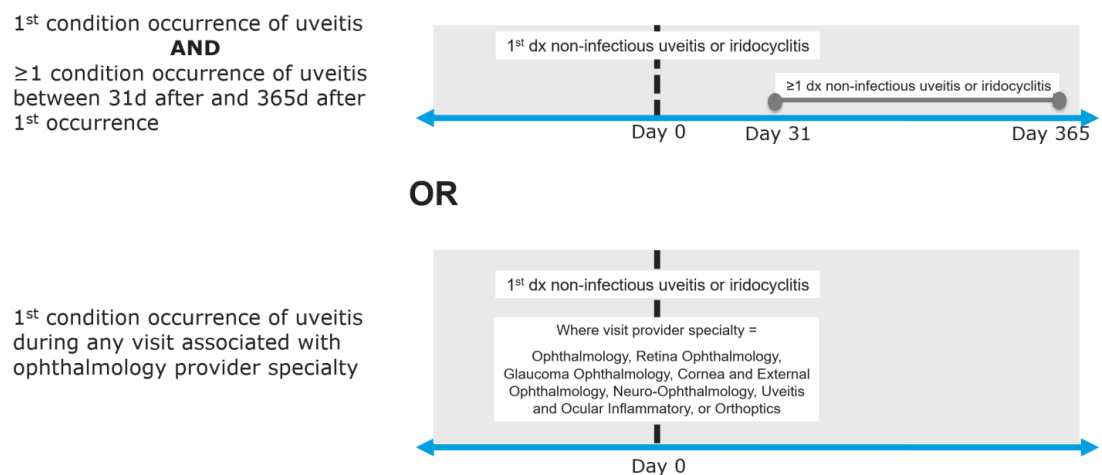 1st condition occurrence of uveitis
AND
≥1 condition occurrence of uveitis
between 31d after and 365d after
1st occurrence
1st dx non-infectious uveitis or iridocyclitis
≥1 dx non-infectious uveitis or iridocyclitis
Day 0
Day 31
Day 365
OR
1st condition occurrence of uveitis
during any visit associated with
ophthalmology provider specialty
1st dx non-infectious uveitis or iridocyclitis
Where visit provider specialty =
Ophthalmology, Retina Ophthalmology,
Glaucoma Ophthalmology, Cornea and External
Ophthalmology, Neuro-Ophthalmology, Uveitis
and Ocular Inflammatory, or Orthoptics
Day 0